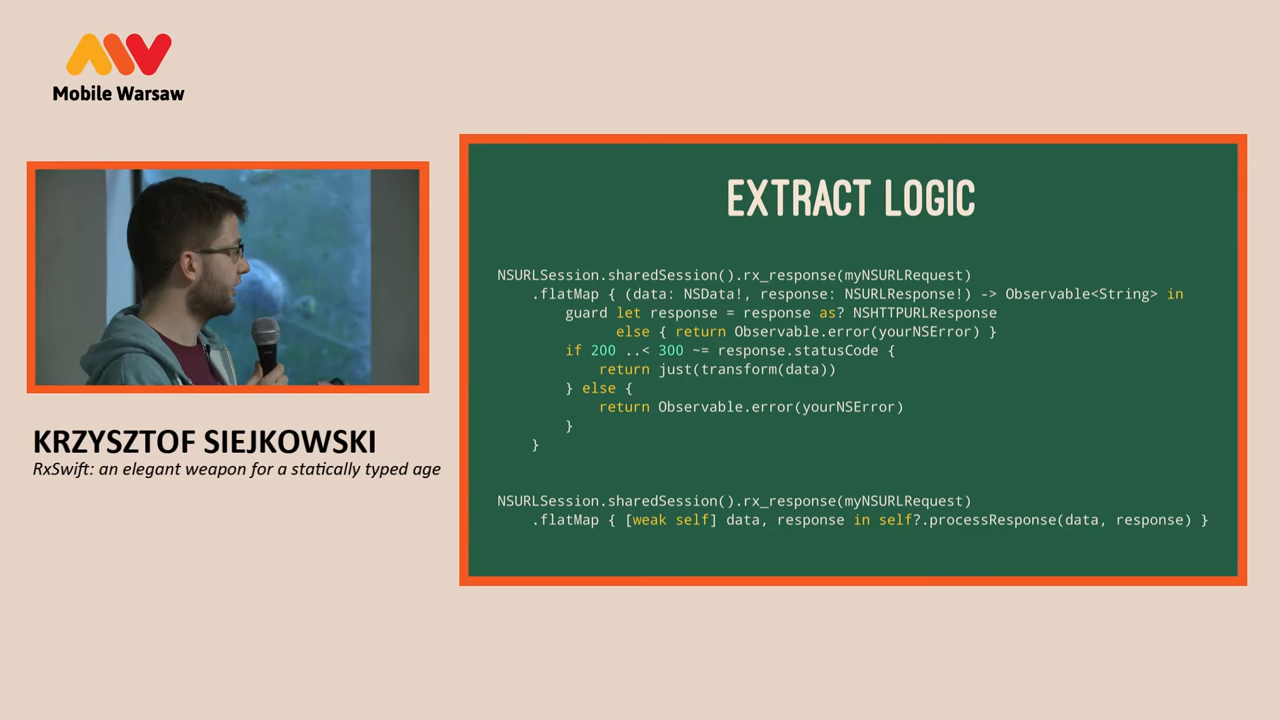 Mobile Warsaw
EXTRACT LOGIC
NSURLSession.sharedSession().rx_response(myNSURLRequest)
.flatMap { (data: NSData!, response: NSURLResponse!) -> Observable<String> in
guard let response = response as? NSHTTPURLResponse
else { return Observable.error(yourNSError) }
if 200 ..< 300 ~= response.statusCode {
return just(transform(data))
} else {
return Observable.error(yourNSError)
}
}
NSURLSession.sharedSession().rx_response(myNSURLRequest)
.flatMap { [weak self] data, response in self?.processResponse(data, response) }
KRZYSZTOF SIEJKOWSKI
RxSwift: an elegant weapon for a statically typed age